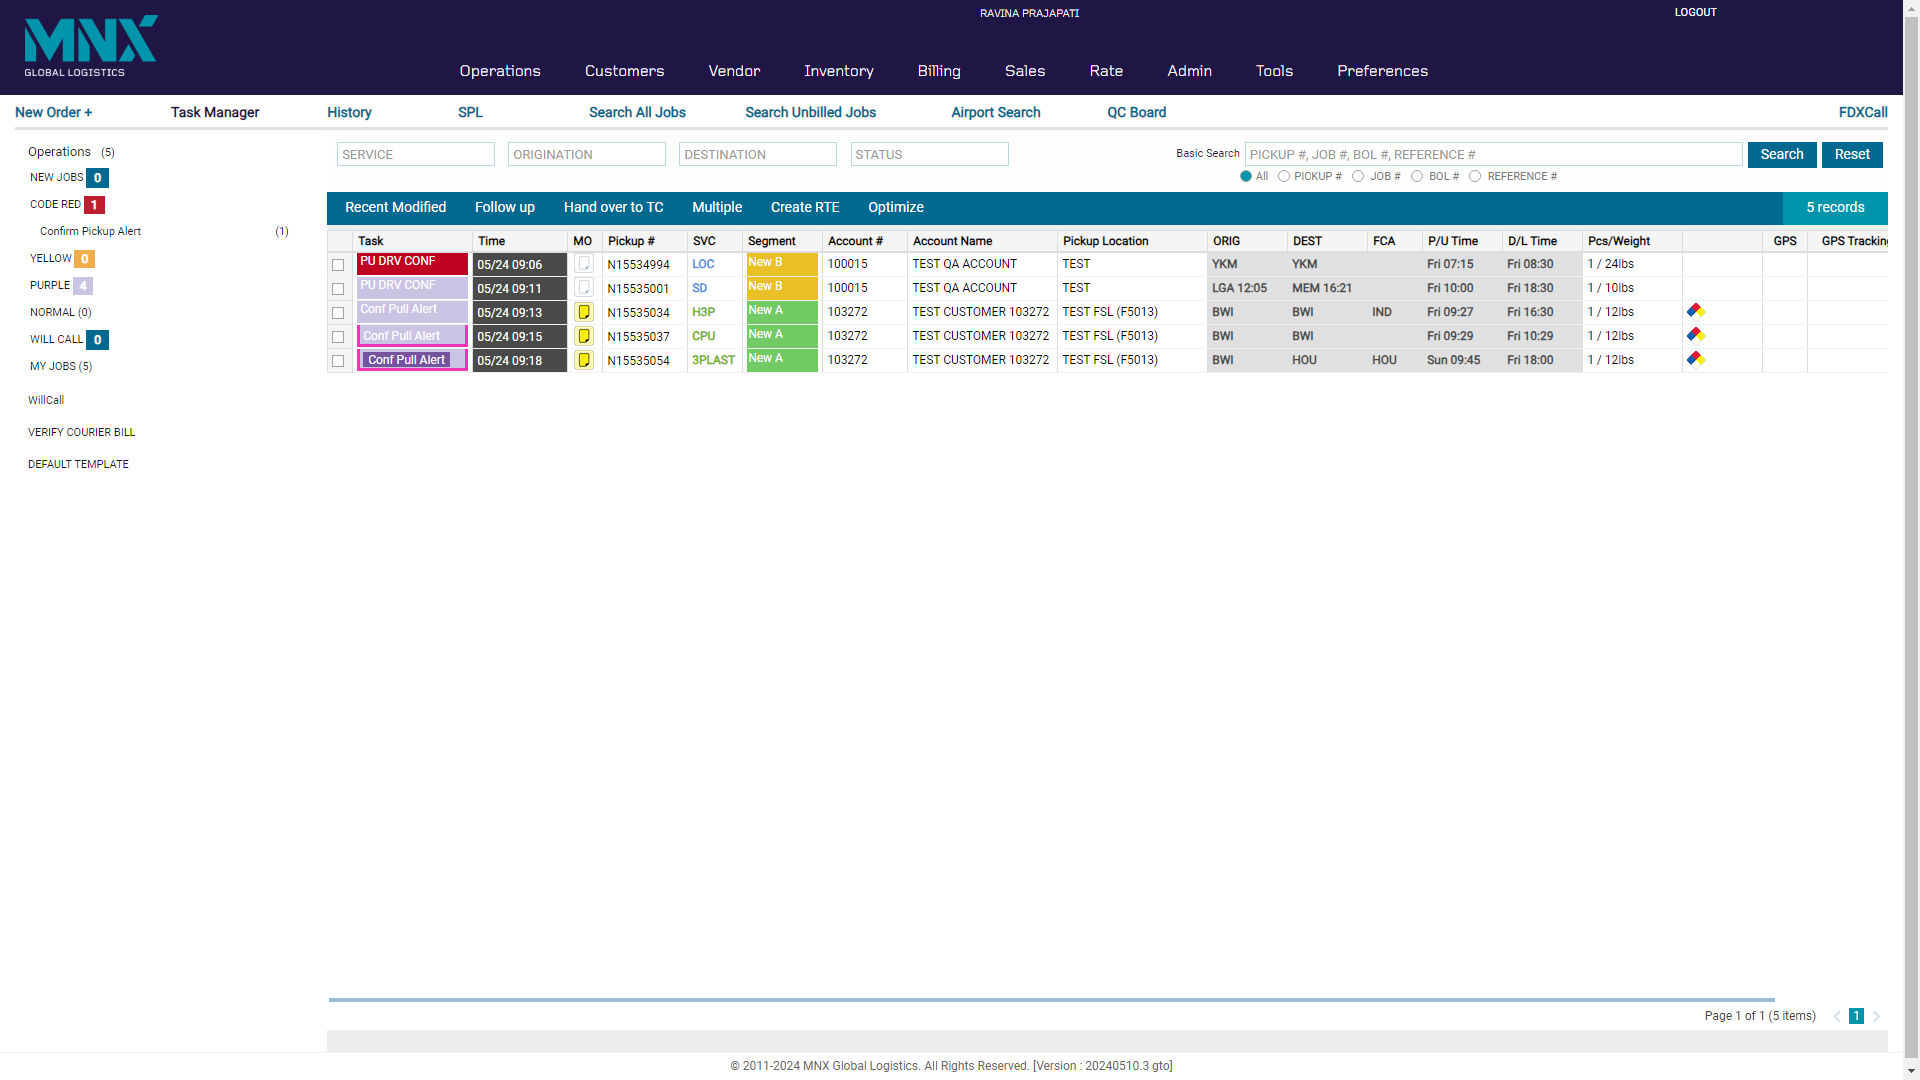 MNX
GLOBAL LOGISTICS
RAVINA PRAJAPATI
LOGOUT
Operations Customers Vendor Inventory Billing Sales Rate Admin Tools Preferences
New Order + Task Manager History SPL Search All Jobs Search Unbilled Jobs Airport Search QC Board FDXCall
Operations (5)
NEW JOBS 0
CODE RED 1
Confirm Pickup Alert (1)
YELLOW 0
PURPLE 4
NORMAL (0)
WILL CALL 0
MY JOBS (5)
WillCall
VERIFY COURIER BILL
DEFAULT TEMPLATE
SERVICE ORIGINATION DESTINATION STATUS Basic Search PICKUP #, JOB #, BOL #, REFERENCE # Search Reset
All PICKUP # JOB # BOL # REFERENCE #
Recent Modified Follow up Hand over to TC Multiple Create RTE Optimize 5 records
Task Time MO Pickup # SVC Segment Account # Account Name Pickup Location ORIG DEST FCA P/U Time D/L Time Pcs/Weight GPS GPS Tracking
PU DRV CONF 05/24 09:06 N15534994 LOC New B 100015 TEST QA ACCOUNT TEST YKM YKM Fri 07:15 Fri 08:30 1 / 24lbs
PU DRV CONF 05/24 09:11 N15535001 SD New B 100015 TEST QA ACCOUNT TEST LGA 12:05 MEM 16:21 Fri 10:00 Fri 18:30 1 / 10lbs
Conf Pull Alert 05/24 09:13 N15535034 H3P New A 103272 TEST CUSTOMER 103272 TEST FSL (F5013) BWI BWI IND Fri 09:27 Fri 16:30 1 / 12lbs
Conf Pull Alert 05/24 09:15 N15535037 CPU New A 103272 TEST CUSTOMER 103272 TEST FSL (F5013) BWI BWI Fri 09:29 Fri 10:29 1 / 12lbs
Conf Pull Alert 05/24 09:18 N15535054 3PLAST New A 103272 TEST CUSTOMER 103272 TEST FSL (F5013) BWI HOU HOU Sun 09:45 Fri 18:00 1 / 12lbs
Page 1 of 1 (5 items) 1
© 2011-2024 MNX Global Logistics. All Rights Reserved. [Version : 20240510.3 gto]